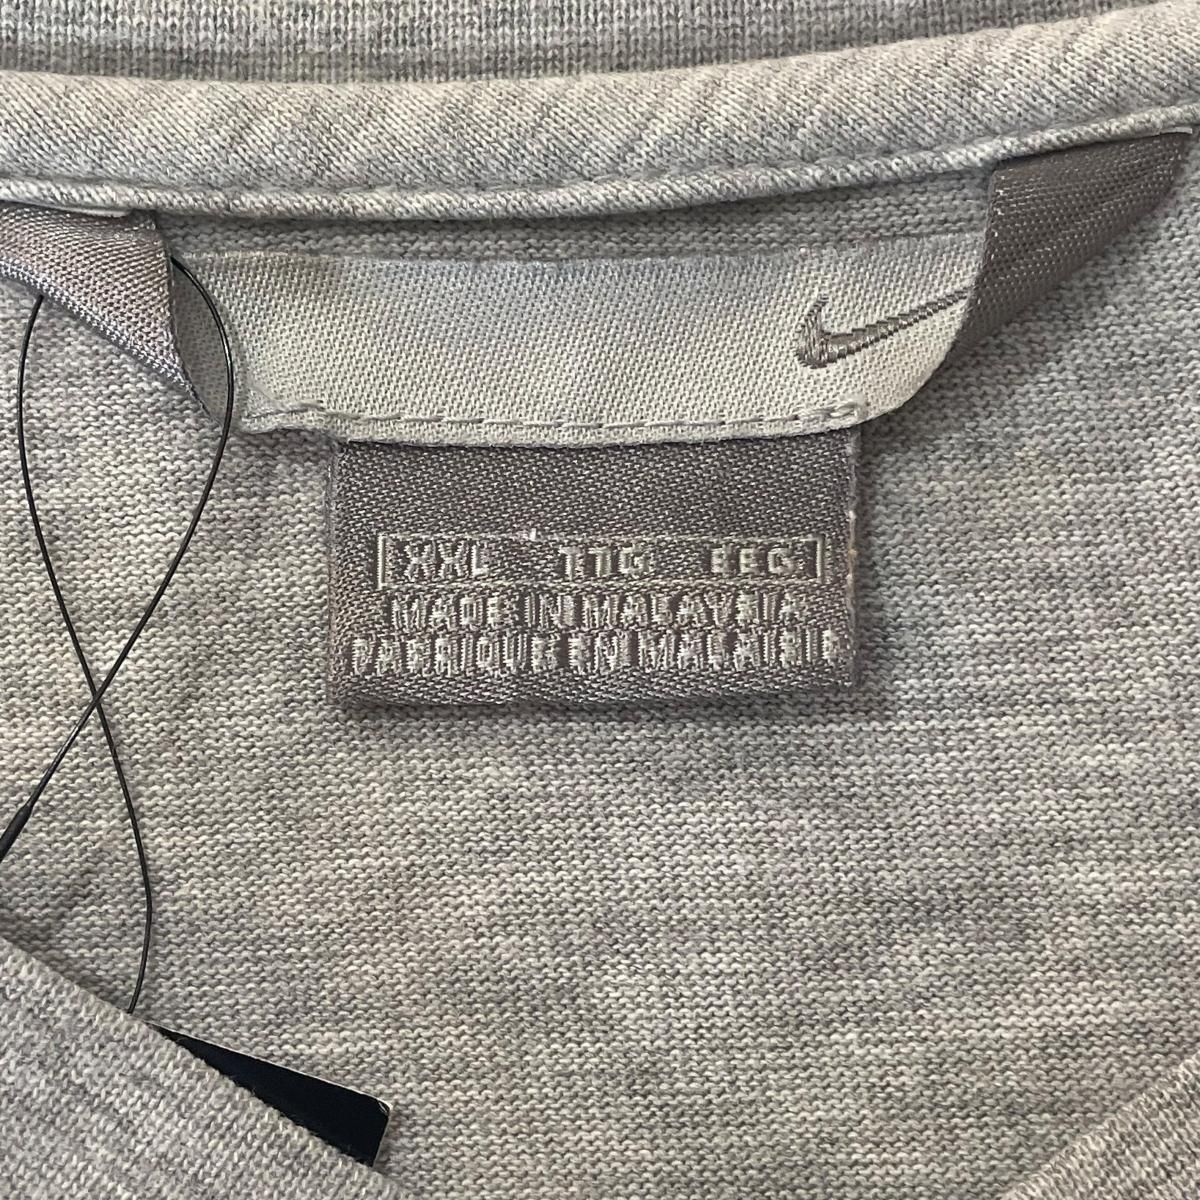 XXL TTG EEG
MADE IN MALAYSIA
FABRIQUE EN MALAISIE